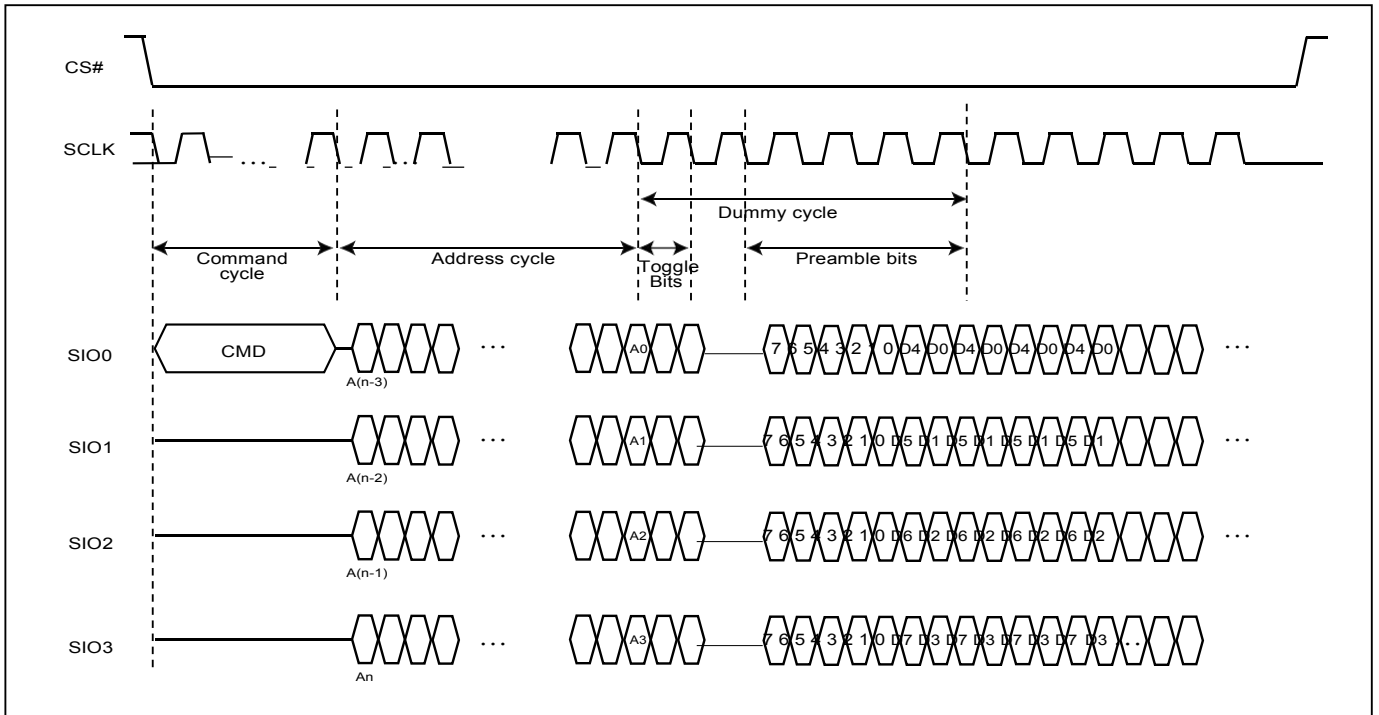 CS#
SCLK
...
...
Dummy cycle
Command
cycle
Address cycle
Toggle
Bits
Preamble bits
SIO0
CMD
...
A0
7 6 5 4 3 2 1 0 D4 D0 D4 D0 D4 D0 D4 D0
...
A(n-3)
SIO1
...
A1
7 6 5 4 3 2 1 0 D5 D1 D5 D1 D5 D1 D5 D1
...
A(n-2)
SIO2
...
A2
7 6 5 4 3 2 1 0 D6 D2 D6 D2 D6 D2 D6 D2
...
A(n-1)
SIO3
...
A3
7 6 5 4 3 2 1 0 D7 D3 D7 D3 D7 D3 D7 D3 ...
An